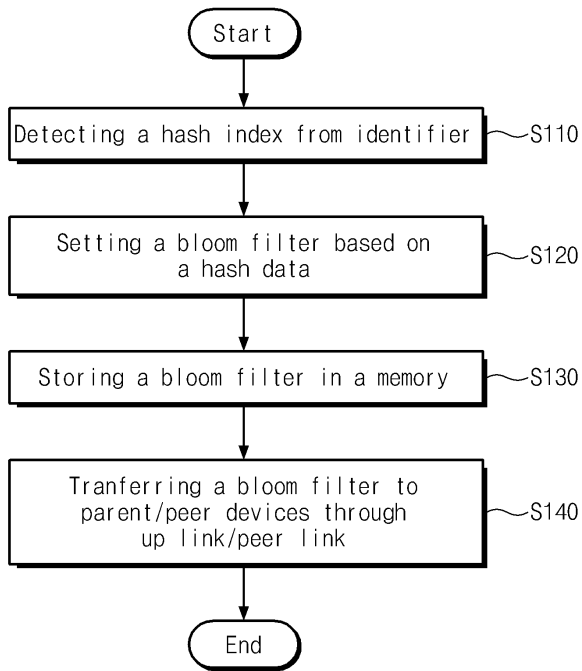 Start
Detecting a hash index from identifier
S110
Setting a bloom filter based on
a hash data
S120
Storing a bloom filter in a memory
S130
Tranferring a bloom filter to
parent/peer devices through
up link/peer link
S140
End